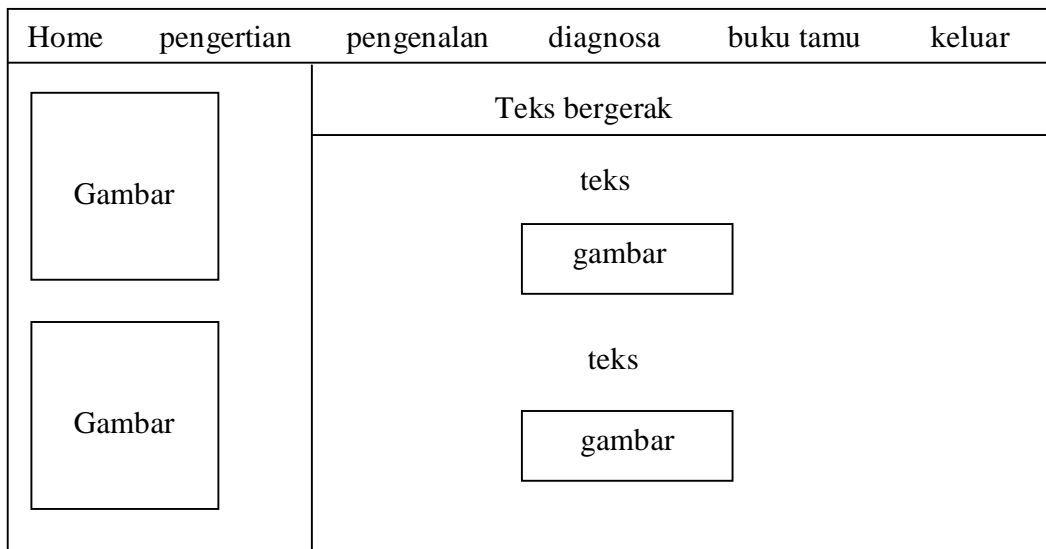 Home pengertian pengenalan diagnosa buku tamu keluar
Gambar
Gambar
Teks bergerak
teks
gambar
teks
gambar